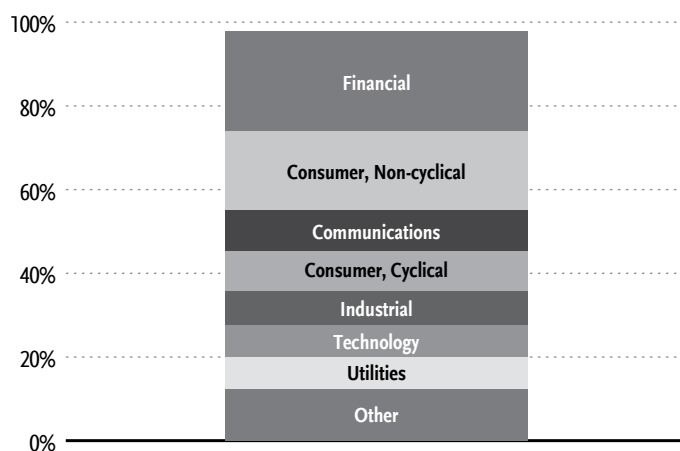 100%
Financial
80%
Consumer, Non-cyclical
60%
Communications
40%
Consumer, Cyclical
Industrial
Technology
20%
Utilities
Other
0%